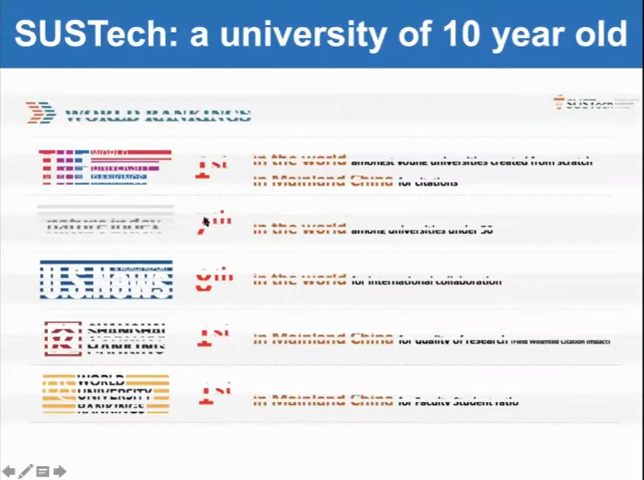 SUSTech: a university of 10 year old
WORLD RANKINGS
SUSTech
THE WORLD UNIVERSITY RANKINGS
1st in the world amongst young universities created from scratch
in Mainland China for citations
nature index
7th in the world among universities under 50
U.S.News
in the world for international collaboration
SHANGHAI RANKING
1st in Mainland China for quality of research (Field Weighted Citation Impact)
WORLD UNIVERSITY RANKINGS
1st in Mainland China for Faculty Student ratio